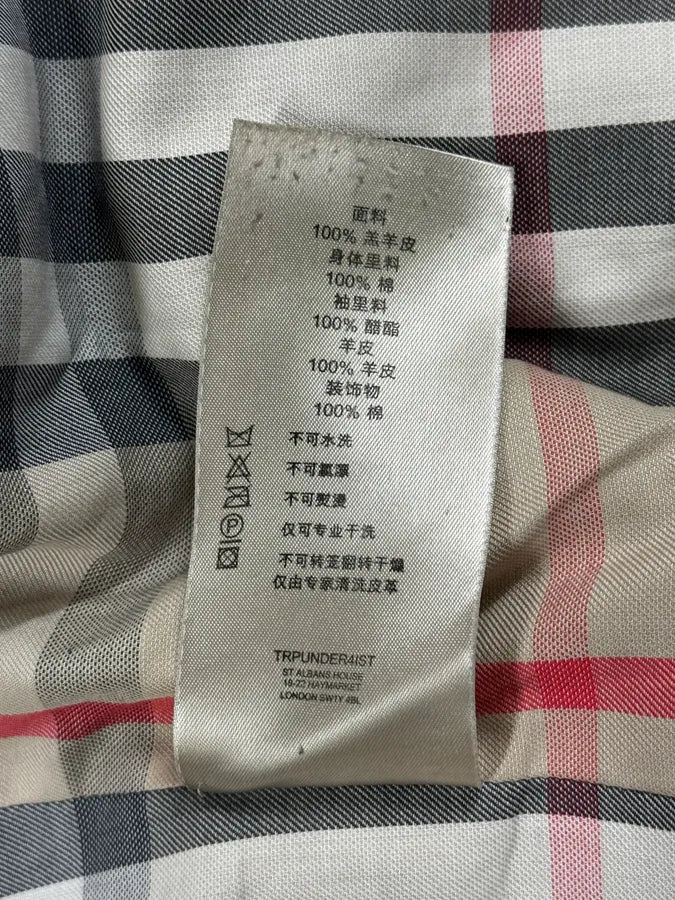 面料
100% 羔羊皮
身体里料
100% 棉
袖里料
100% 醋酯
羊皮
100% 羊皮
装饰物
100% 棉
不可水洗
不可氯漂
不可熨烫
P 仅可专业干洗
不可转笼翻转干燥
仅由专家清洗皮革
TRPUNDER4IST
ST ALBANS HOUSE
18-22 HAYMARKET
LONDON SW1Y 4BL